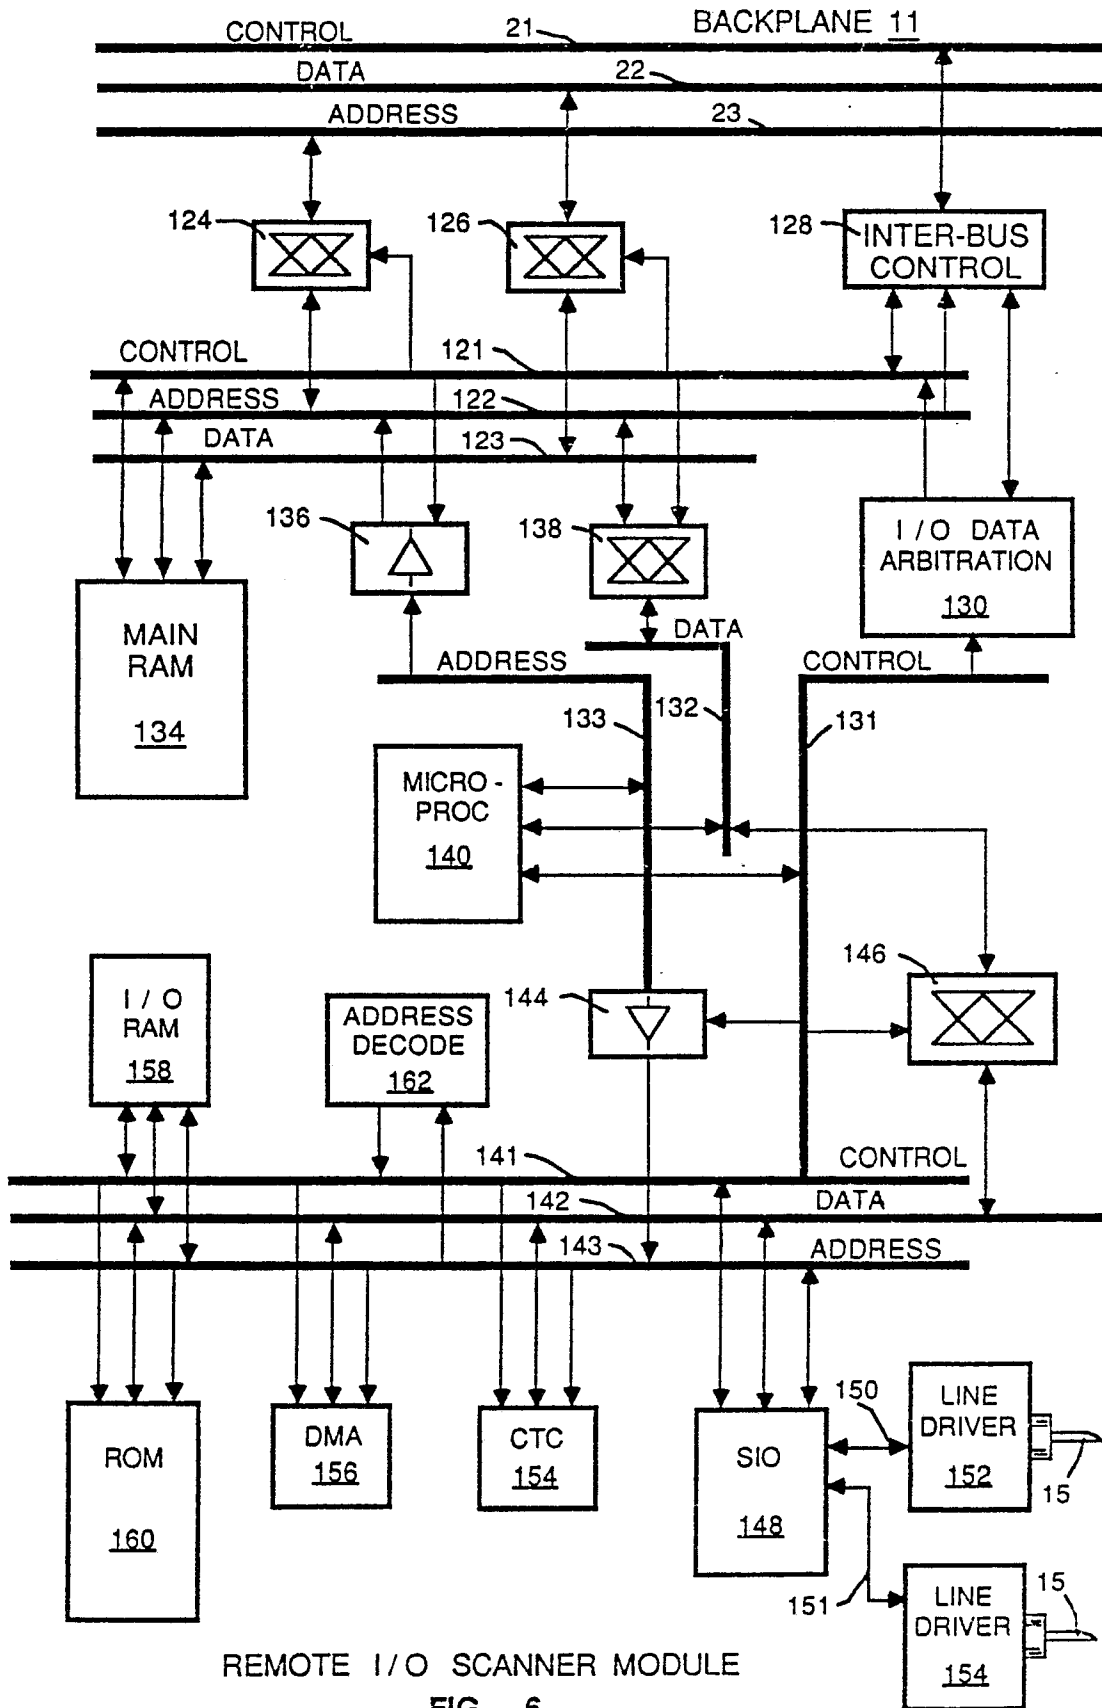 BACKPLANE 11
CONTROL 21
DATA 22
ADDRESS 23
124
126
128
INTER-BUS
CONTROL
CONTROL 121
ADDRESS 122
DATA 123
136
138
I/O DATA
ARBITRATION
130
MAIN
RAM
134
DATA
ADDRESS
CONTROL
133
132
131
MICRO-
PROC
140
146
144
I/O
RAM
158
ADDRESS
DECODE
162
141 CONTROL
142 DATA
143 ADDRESS
ROM
160
DMA
156
CTC
154
SIO
148
150
LINE
DRIVER
152
15
151
LINE
DRIVER
154
15
REMOTE I/O SCANNER MODULE
FIG. 6